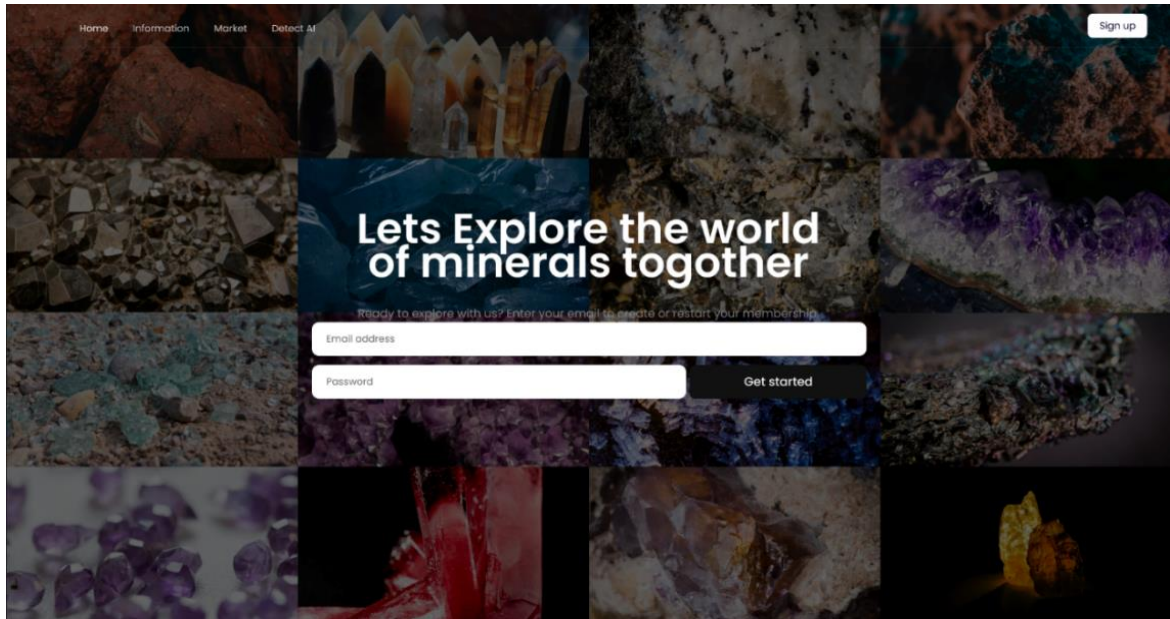 Home Information Market Detect AI Sign up
Lets Explore the world
of minerals togother
Ready to explore with us? Enter your email to create or restart your membership.
Email address
Password Get started